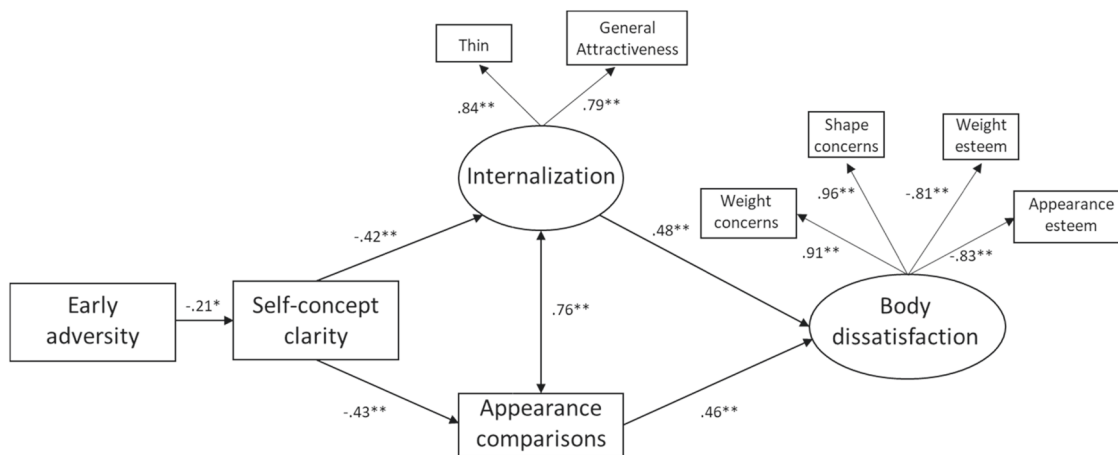 Thin
General
Attractiveness
.84**
.79**
Internalization
Shape
concerns
Weight
esteem
Weight
concerns
Appearance
esteem
.96**
-.81**
.91**
-.83**
-.42**
.48**
Early
adversity
-.21*
Self-concept
clarity
.76**
Body
dissatisfaction
-.43**
Appearance
comparisons
.46**